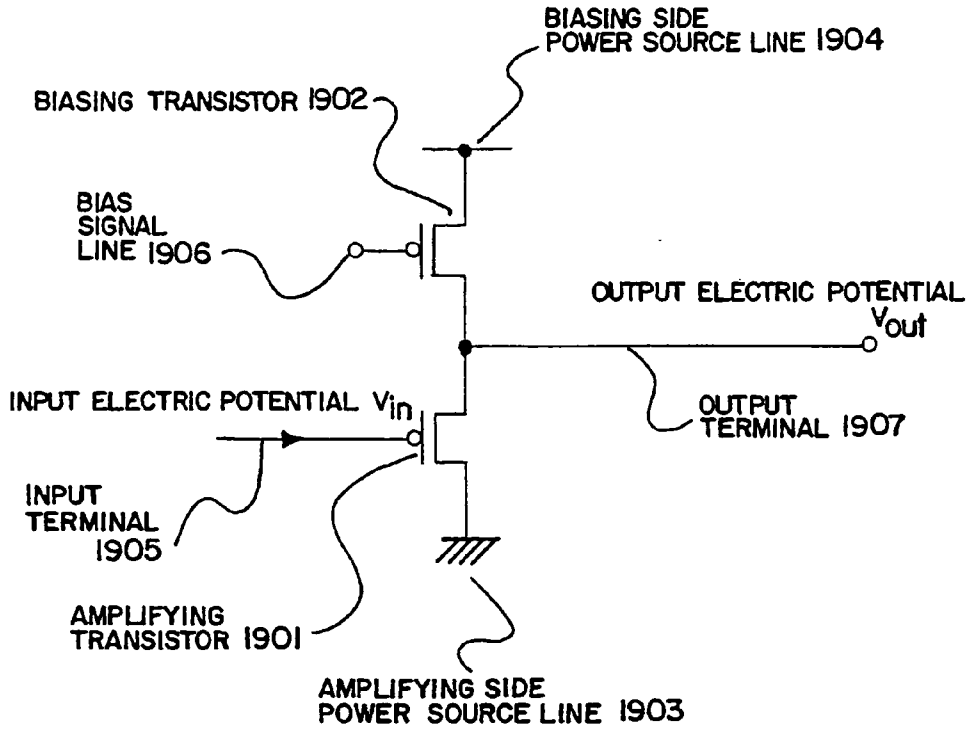 BIASING SIDE
POWER SOURCE LINE 1904
BIASING TRANSISTOR 1902
BIAS
SIGNAL
LINE 1906
OUTPUT ELECTRIC POTENTIAL
Vout
INPUT ELECTRIC POTENTIAL Vin
OUTPUT
TERMINAL 1907
INPUT
TERMINAL
1905
AMPLIFYING
TRANSISTOR 1901
AMPLIFYING SIDE
POWER SOURCE LINE 1903